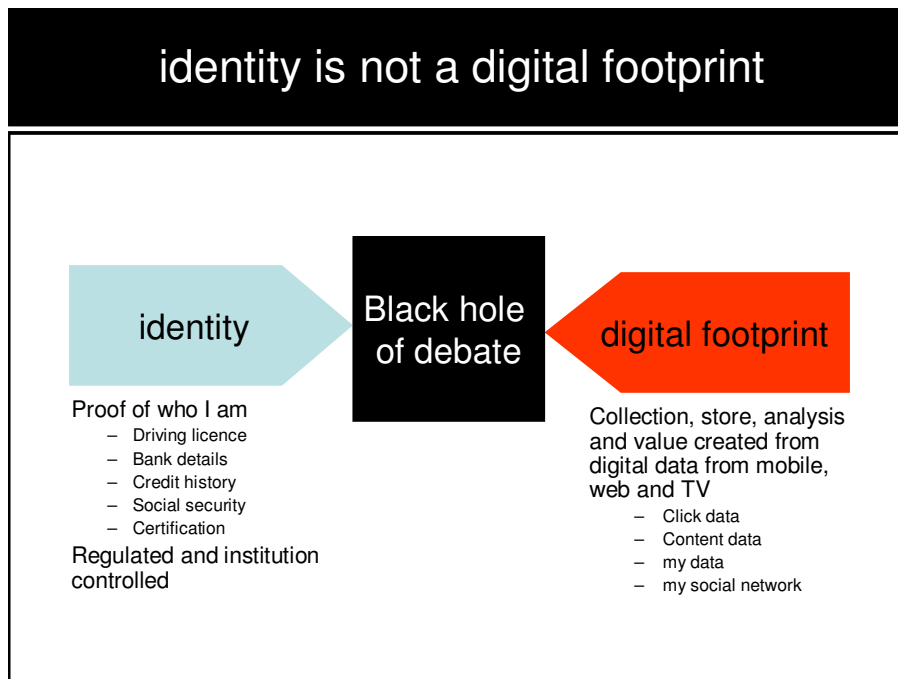 identity is not a digital footprint
identity
Black hole
of debate
digital footprint
Proof of who I am
– Driving licence
– Bank details
– Credit history
– Social security
– Certification
Regulated and institution
controlled
Collection, store, analysis
and value created from
digital data from mobile,
web and TV
– Click data
– Content data
– my data
– my social network